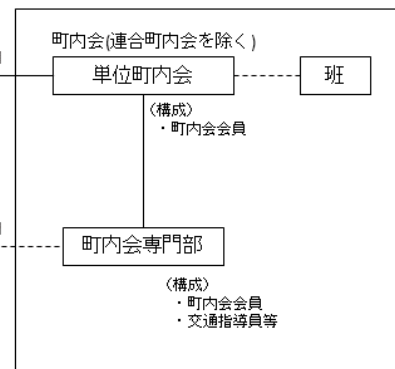 町内会(連合町内会を除く)
単位町内会
班
(構成)
・町内会会員
町内会専門部
(構成)
・町内会会員
・交通指導員等